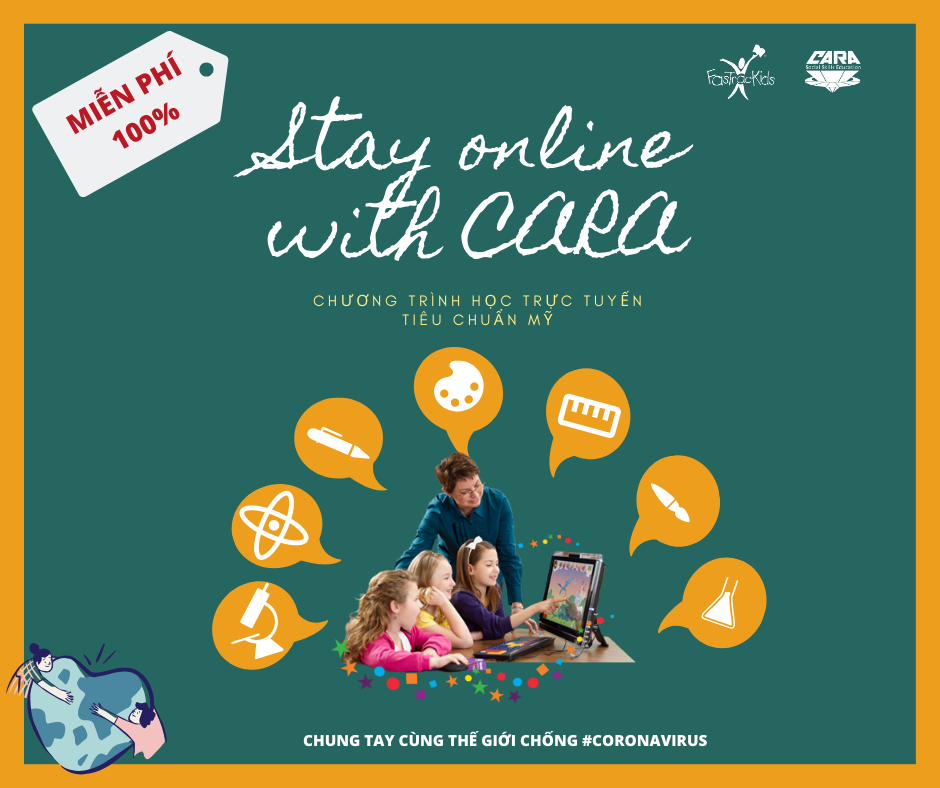 MIỄN PHÍ
100%
FasTracKids
CARA
Social Skills Education
Stay online
with CARA
CHƯƠNG TRÌNH HỌC TRỰC TUYẾN
TIÊU CHUẨN MỸ
CHUNG TAY CÙNG THẾ GIỚI CHỐNG #CORONAVIRUS